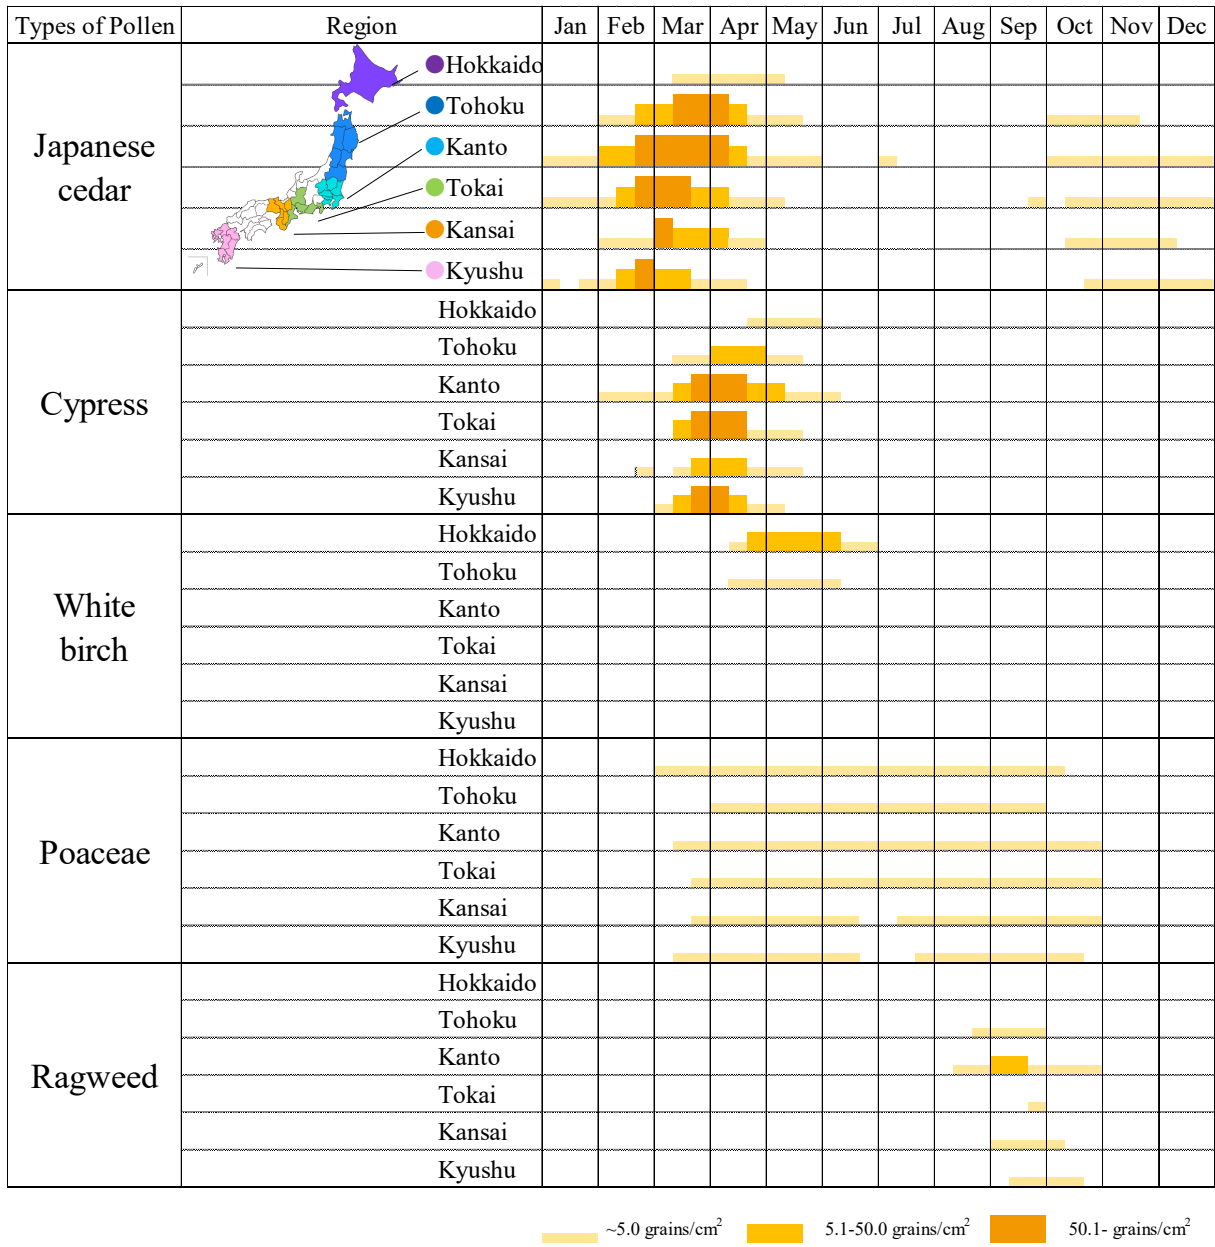 Types of Pollen Region Jan Feb Mar Apr May Jun Jul Aug Sep Oct Nov Dec
Japanese
cedar
Hokkaido
Tohoku
Kanto
Tokai
Kansai
Kyushu
Cypress
Hokkaido
Tohoku
Kanto
Tokai
Kansai
Kyushu
White
birch
Hokkaido
Tohoku
Kanto
Tokai
Kansai
Kyushu
Poaceae
Hokkaido
Tohoku
Kanto
Tokai
Kansai
Kyushu
Ragweed
Hokkaido
Tohoku
Kanto
Tokai
Kansai
Kyushu
~5.0 grains/cm² 5.1-50.0 grains/cm² 50.1- grains/cm²